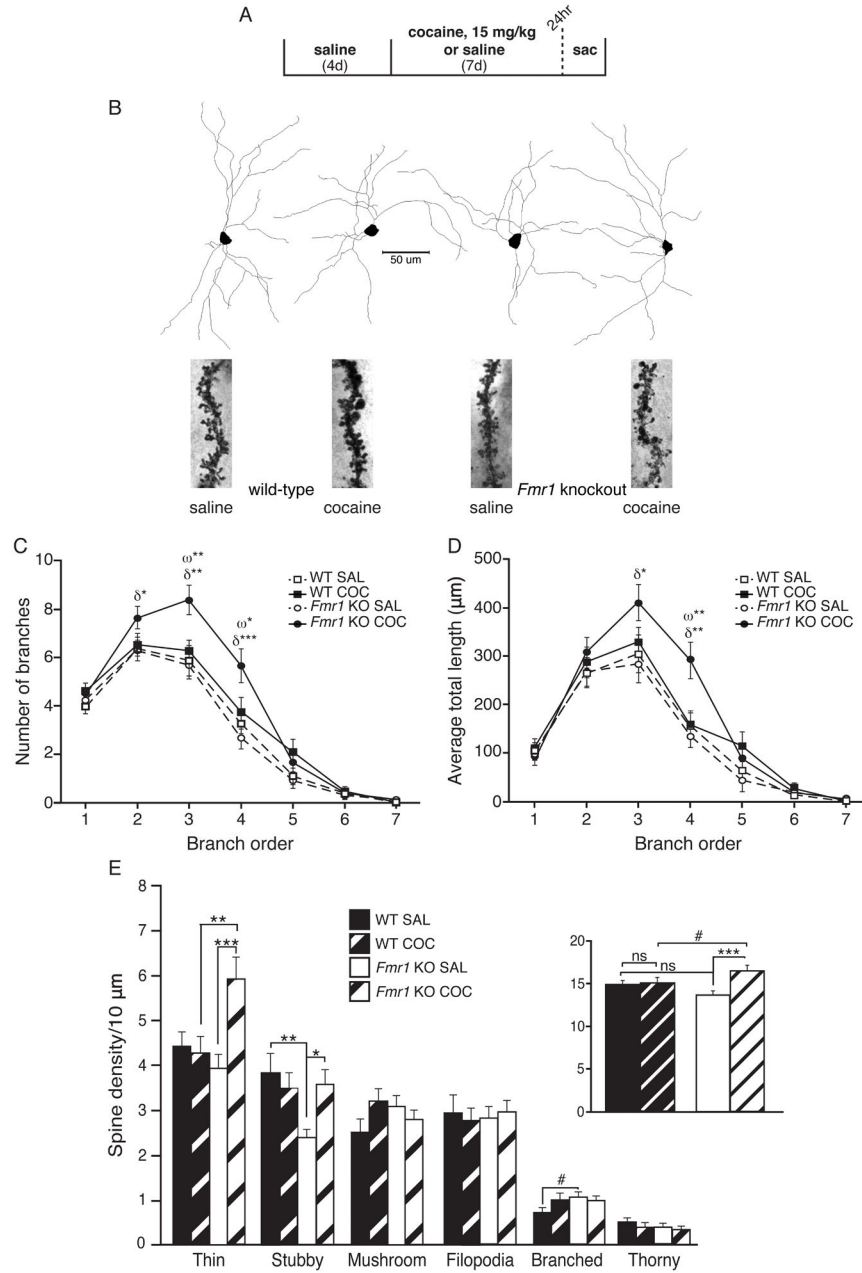 A
24hr
cocaine, 15 mg/kg
saline or saline sac
(4d) (7d)
B
50 um
wild-type Fmr1 knockout
saline cocaine saline cocaine
C
10
8
6
4
2
0
Number of branches
δ*
ω**
δ**
ω*
δ***
WT SAL
WT COC
Fmr1 KO SAL
Fmr1 KO COC
1 2 3 4 5 6 7
Branch order
D
500
400
300
200
100
0
Average total length (µm)
δ*
ω**
δ**
WT SAL
WT COC
Fmr1 KO SAL
Fmr1 KO COC
1 2 3 4 5 6 7
Branch order
E
8
7
6
5
4
3
2
1
0
Spine density/10 µm
**
***
** *
#
WT SAL
WT COC
Fmr1 KO SAL
Fmr1 KO COC
20
15
10
5
0
#
ns ***
ns
Thin Stubby Mushroom Filopodia Branched Thorny